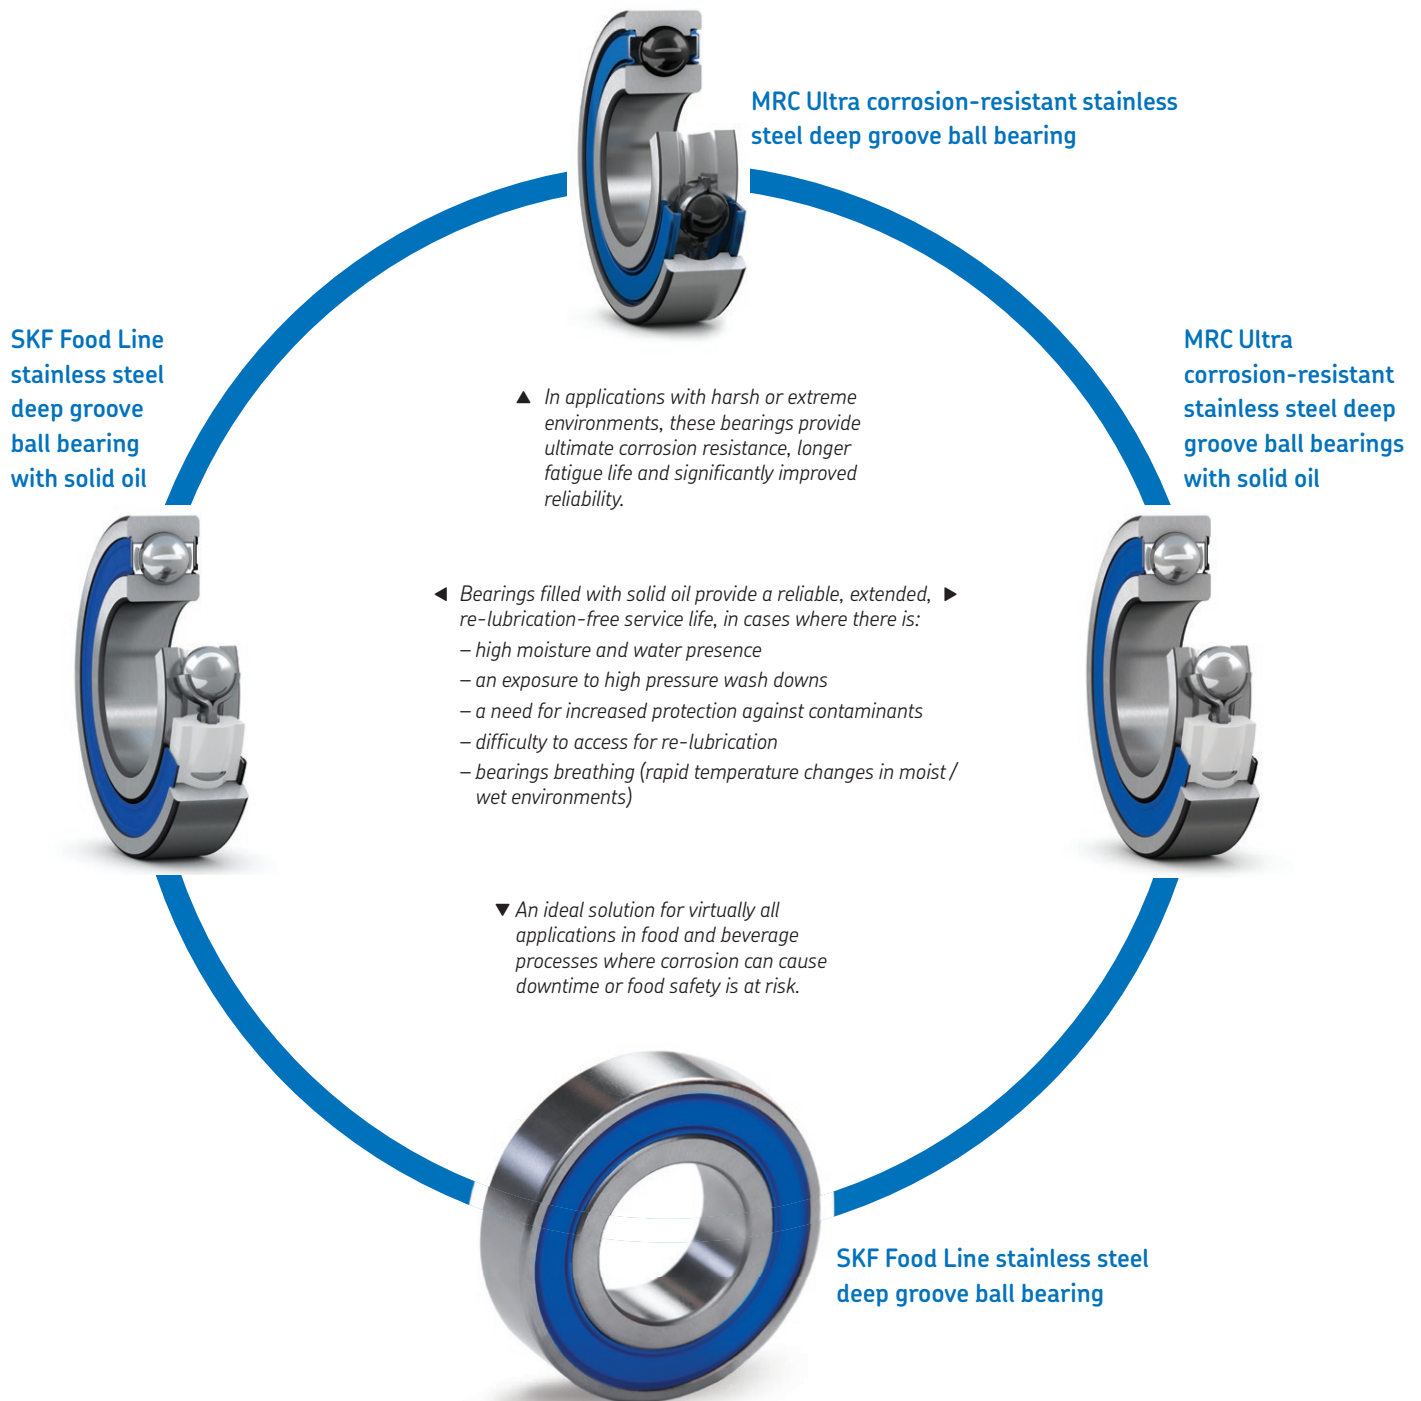 MRC Ultra corrosion-resistant stainless
steel deep groove ball bearing
SKF Food Line
stainless steel
deep groove
ball bearing
with solid oil
MRC Ultra
corrosion-resistant
stainless steel deep
groove ball bearings
with solid oil
▲ In applications with harsh or extreme
environments, these bearings provide
ultimate corrosion resistance, longer
fatigue life and significantly improved
reliability.
◀ Bearings filled with solid oil provide a reliable, extended, ▶
re-lubrication-free service life, in cases where there is:
– high moisture and water presence
– an exposure to high pressure wash downs
– a need for increased protection against contaminants
– difficulty to access for re-lubrication
– bearings breathing (rapid temperature changes in moist /
wet environments)
▼ An ideal solution for virtually all
applications in food and beverage
processes where corrosion can cause
downtime or food safety is at risk.
SKF Food Line stainless steel
deep groove ball bearing